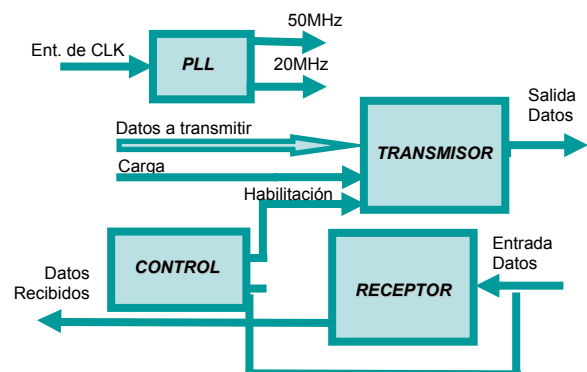 50MHz
Ent. de CLK
PLL
20MHz
Salida
Datos
Datos a transmitir
TRANSMISOR
Carga
Habilitación
Entrada
Datos
CONTROL
Datos
Recibidos
RECEPTOR